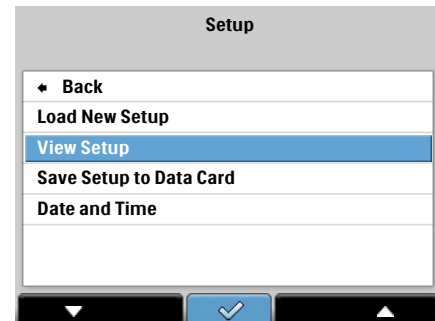 Setup
Back
Load New Setup
View Setup
Save Setup to Data Card
Date and Time